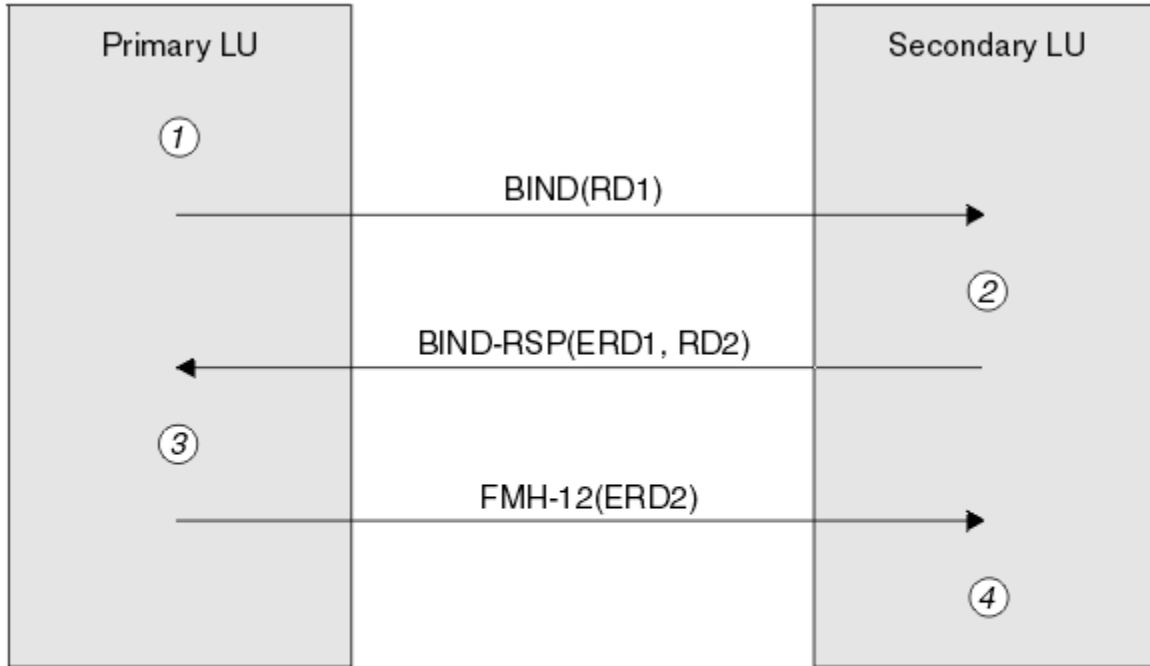 Primary LU
Secondary LU
1
BIND(RD1)
2
BIND-RSP(ERD1, RD2)
3
FMH-12(ERD2)
4